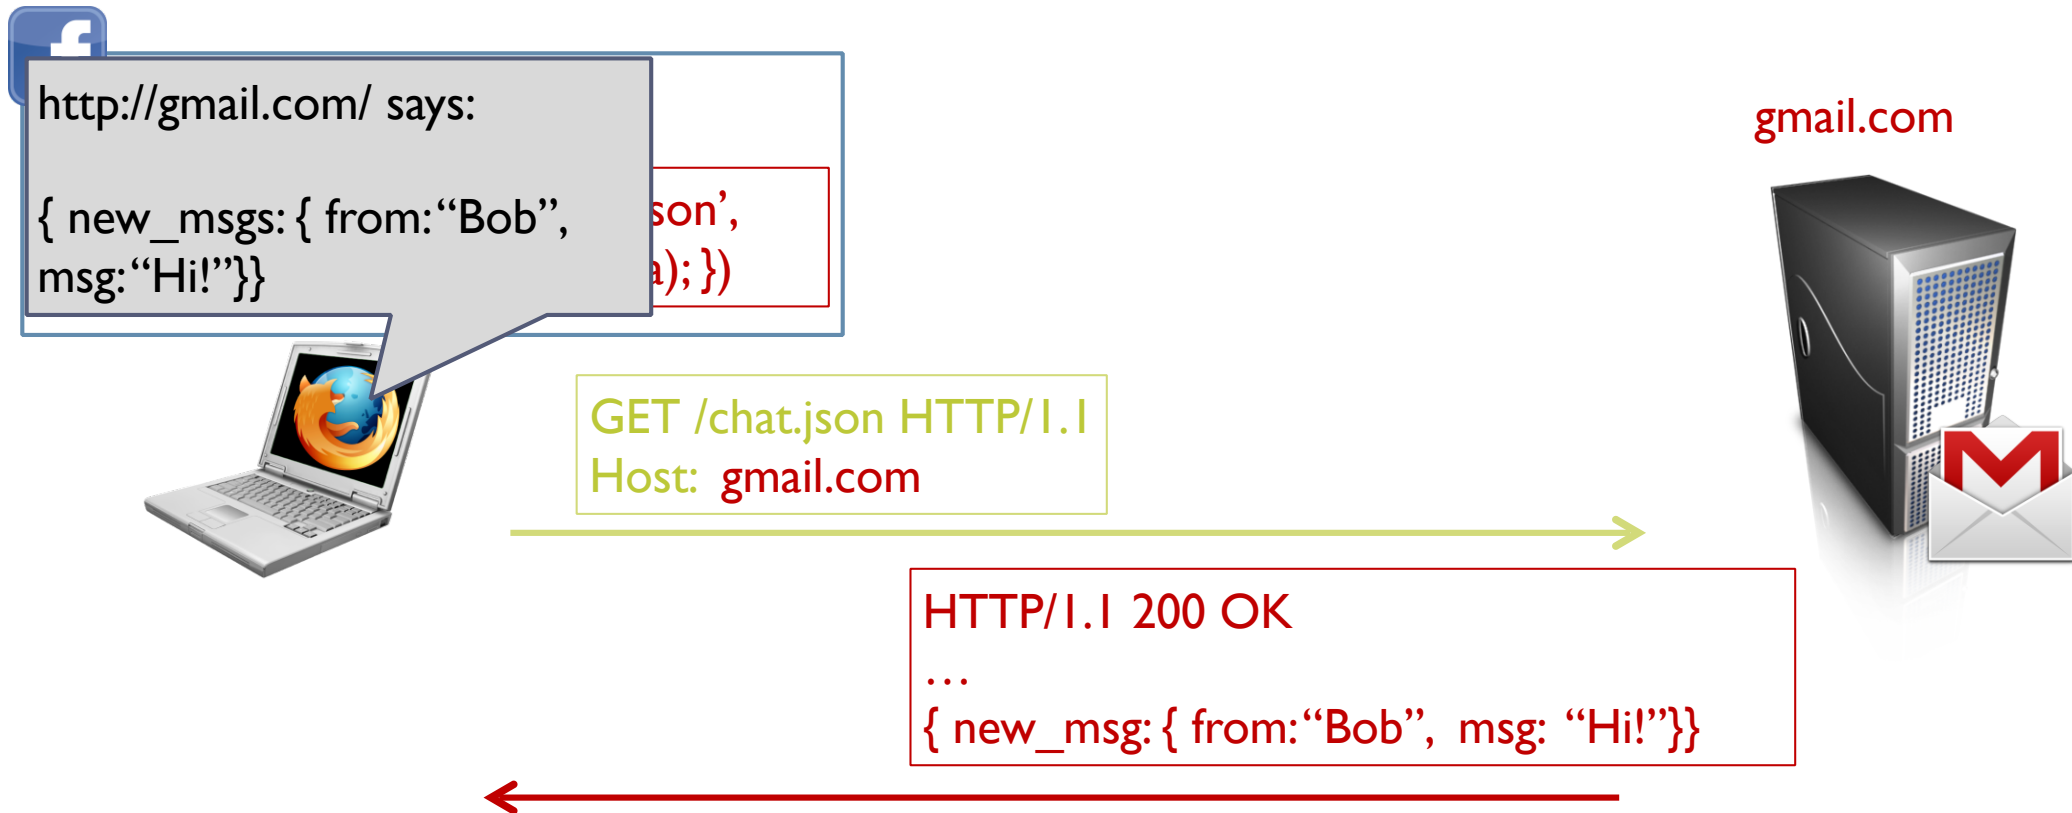 http://gmail.com/ says:
{ new_msgs: { from: “Bob”,
msg: “Hi!”}}
son’,
); })
gmail.com
GET /chat.json HTTP/1.1
Host: gmail.com
HTTP/1.1 200 OK
…
{ new_msg: { from: “Bob”, msg: “Hi!”}}